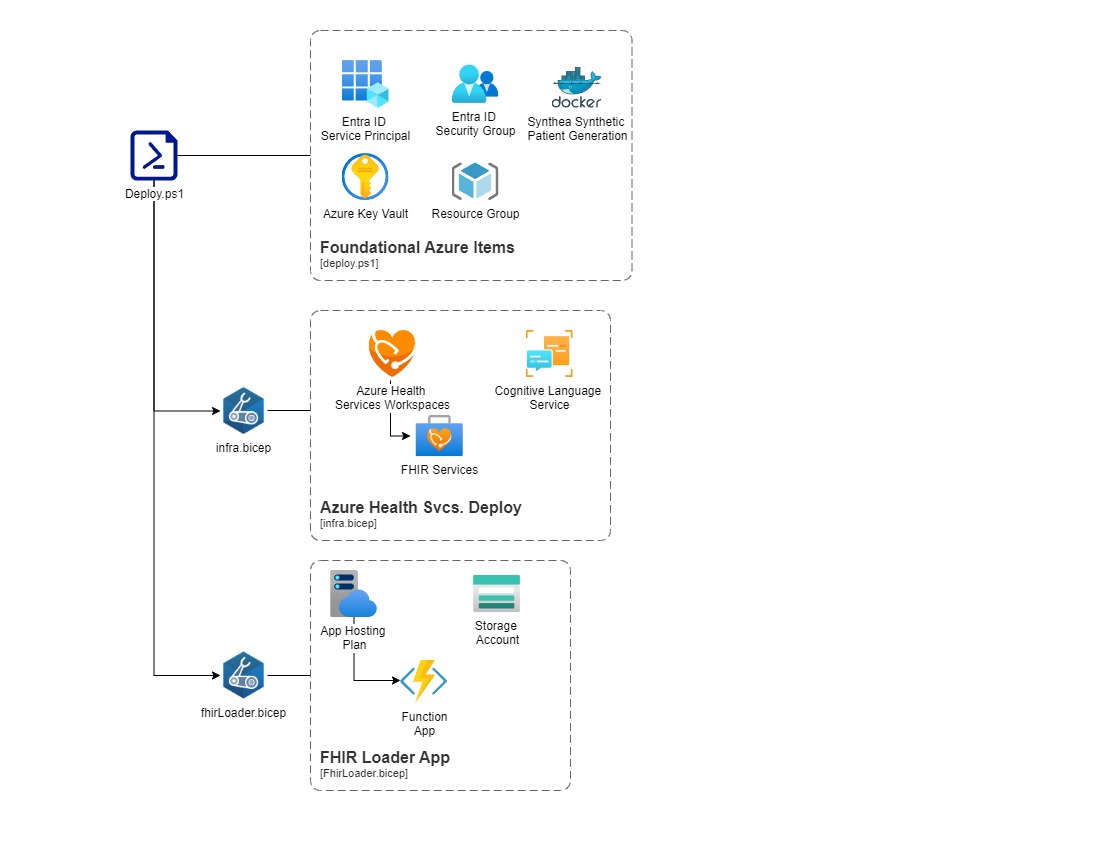 docker
Entra ID
Service Principal
Entra ID
Security Group
Synthea Synthetic
Patient Generation
Deploy.ps1
Azure Key Vault
Resource Group
Foundational Azure Items
[deploy.ps1]
Azure Health
Services Workspaces
Cognitive Language
Service
infra.bicep
FHIR Services
Azure Health Svcs. Deploy
[infra.bicep]
App Hosting
Plan
Storage
Account
fhirLoader.bicep
Function
App
FHIR Loader App
[FhirLoader.bicep]